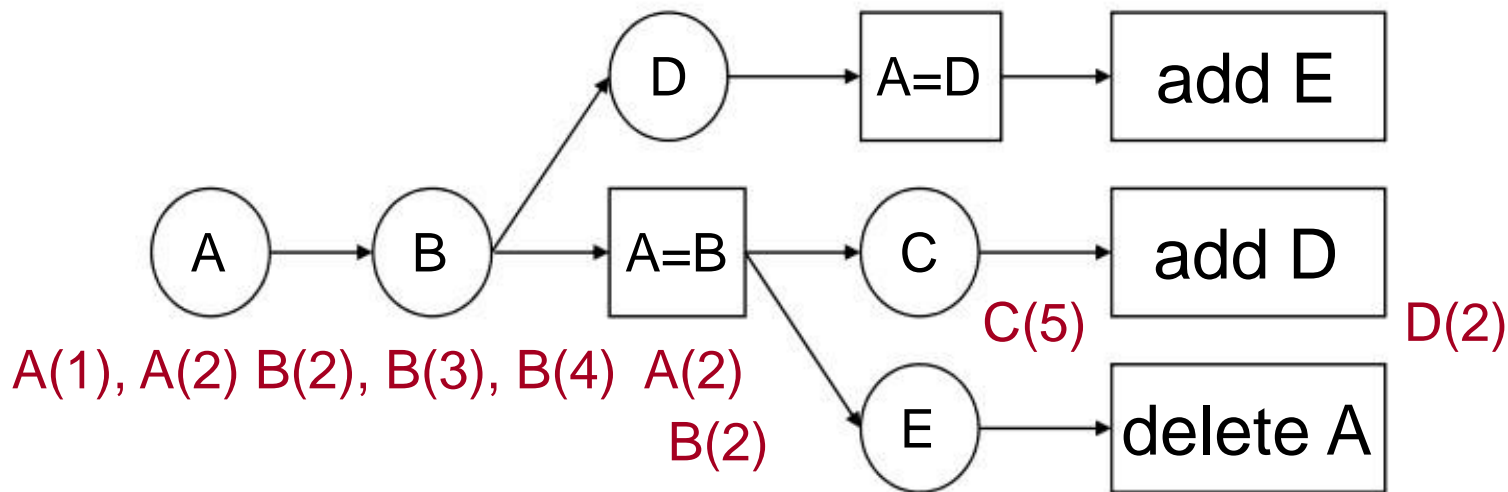 D
A=D
add E
A
B
A=B
C
add D
C(5)
D(2)
A(1), A(2) B(2), B(3), B(4) A(2)
B(2)
E
delete A